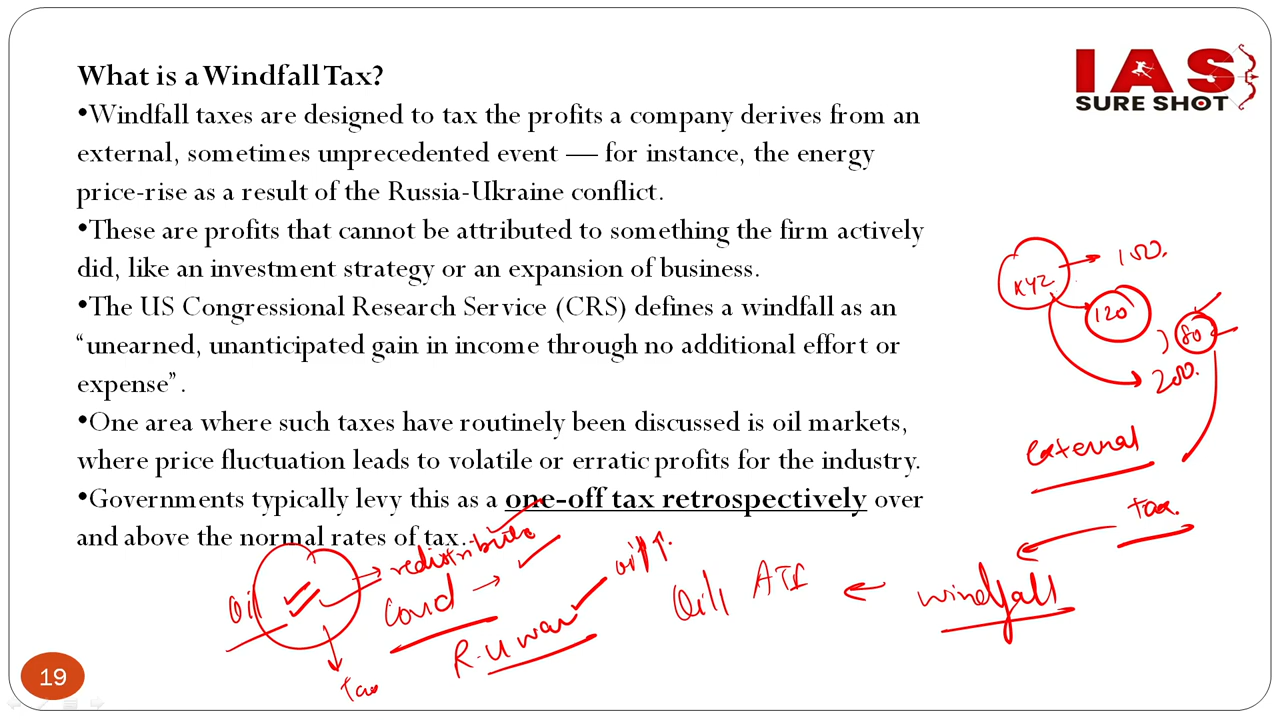 IAS
SURE SHOT
What is a Windfall Tax?
•Windfall taxes are designed to tax the profits a company derives from an
external, sometimes unprecedented event — for instance, the energy
price-rise as a result of the Russia-Ukraine conflict.
•These are profits that cannot be attributed to something the firm actively
did, like an investment strategy or an expansion of business.
•The US Congressional Research Service (CRS) defines a windfall as an
“unearned, unanticipated gain in income through no additional effort or
expense”.
•One area where such taxes have routinely been discussed is oil markets,
where price fluctuation leads to volatile or erratic profits for the industry.
•Governments typically levy this as a one-off tax retrospectively over
and above the normal rates of tax.
XYZ → 100.
120
80
200.
external
tax.
windfall
Oil
→ redistribute
Covid →
R-U war
oil↑
tax